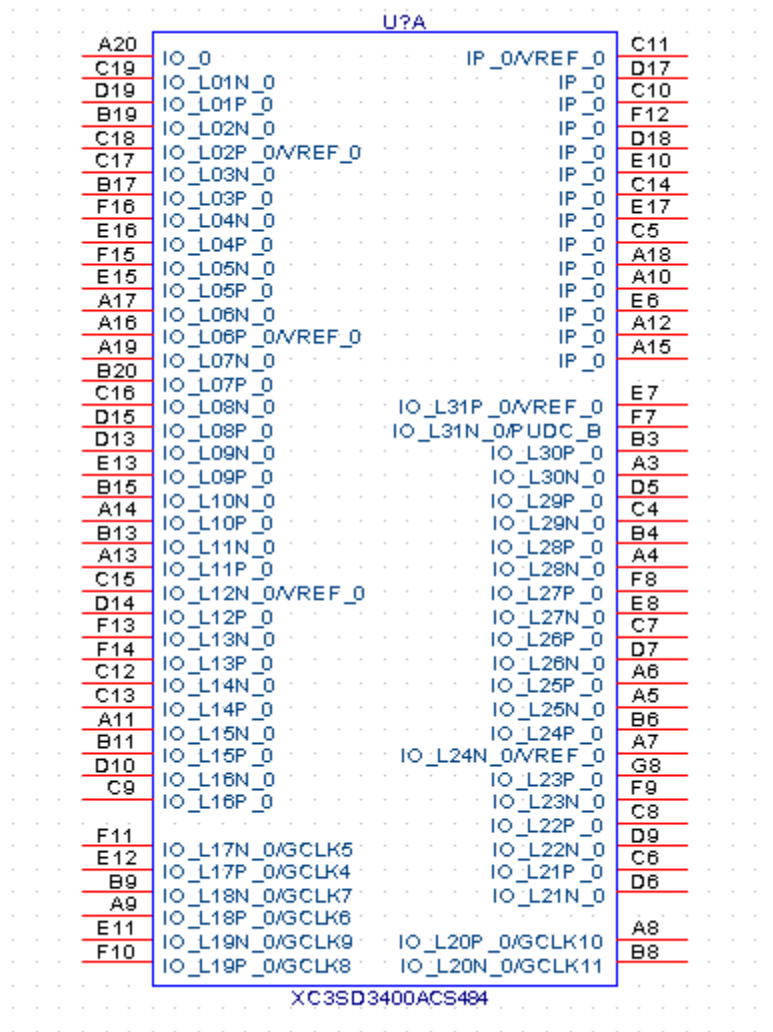 U?A
A20 IO_0
C19 IO_L01N_0
D19 IO_L01P_0
B19 IO_L02N_0
C18 IO_L02P_0/VREF_0
C17 IO_L03N_0
B17 IO_L03P_0
F16 IO_L04N_0
E16 IO_L04P_0
F15 IO_L05N_0
E15 IO_L05P_0
A17 IO_L06N_0
A16 IO_L06P_0/VREF_0
A19 IO_L07N_0
B20 IO_L07P_0
C16 IO_L08N_0
D15 IO_L08P_0
D13 IO_L09N_0
E13 IO_L09P_0
B15 IO_L10N_0
A14 IO_L10P_0
B13 IO_L11N_0
A13 IO_L11P_0
C15 IO_L12N_0/VREF_0
D14 IO_L12P_0
F13 IO_L13N_0
F14 IO_L13P_0
C12 IO_L14N_0
C13 IO_L14P_0
A11 IO_L15N_0
B11 IO_L15P_0
D10 IO_L16N_0
C9 IO_L16P_0
F11 IO_L17N_0/GCLK5
E12 IO_L17P_0/GCLK4
B9 IO_L18N_0/GCLK7
A9 IO_L18P_0/GCLK6
E11 IO_L19N_0/GCLK9
F10 IO_L19P_0/GCLK8
IP_0/VREF_0 C11
IP_0 D17
IP_0 C10
IP_0 F12
IP_0 D18
IP_0 E10
IP_0 C14
IP_0 E17
IP_0 C5
IP_0 A18
IP_0 A10
IP_0 E6
IP_0 A12
IP_0 A15
IO_L31P_0/VREF_0 E7
IO_L31N_0/PUDC_B F7
IO_L30P_0 B3
IO_L30N_0 A3
IO_L29P_0 D5
IO_L29N_0 C4
IO_L28P_0 B4
IO_L28N_0 A4
IO_L27P_0 F8
IO_L27N_0 E8
IO_L26P_0 C7
IO_L26N_0 D7
IO_L25P_0 A6
IO_L25N_0 A5
IO_L24P_0 B6
IO_L24N_0/VREF_0 A7
IO_L23P_0 G8
IO_L23N_0 F9
IO_L22P_0 C8
IO_L22N_0 D9
IO_L21P_0 C6
IO_L21N_0 D6
IO_L20P_0/GCLK10 A8
IO_L20N_0/GCLK11 B8
XC3SD3400ACS484